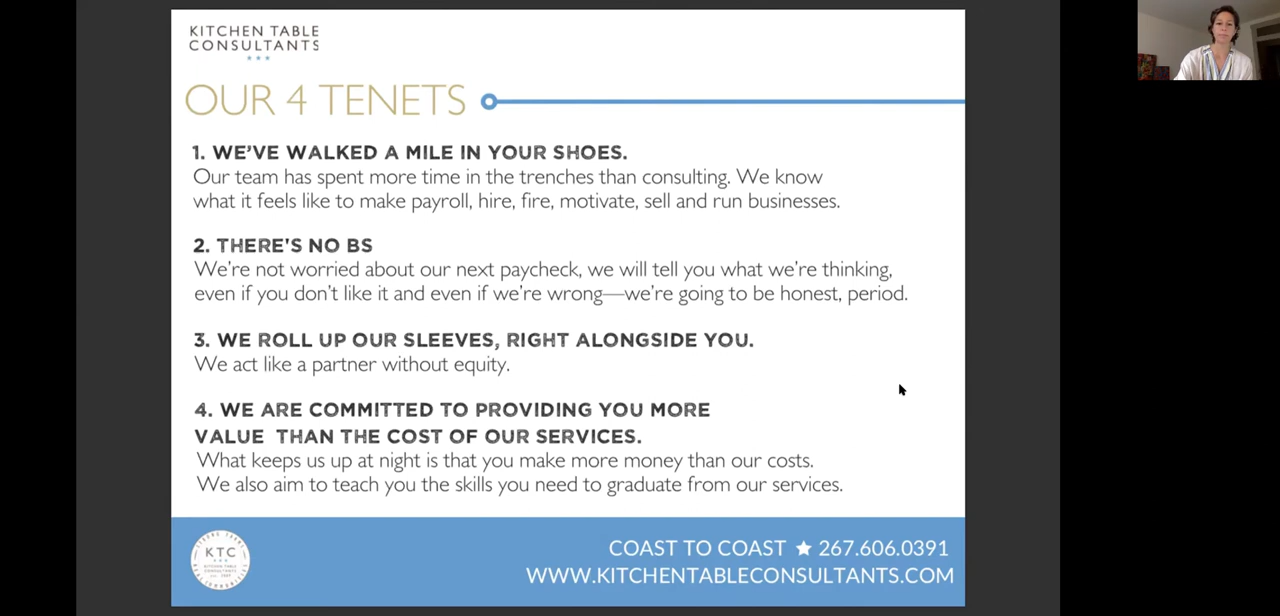 KITCHEN TABLE
CONSULTANTS
OUR 4 TENETS
1. WE'VE WALKED A MILE IN YOUR SHOES.
Our team has spent more time in the trenches than consulting. We know
what it feels like to make payroll, hire, fire, motivate, sell and run businesses.
2. THERE'S NO BS
We're not worried about our next paycheck, we will tell you what we're thinking,
even if you don't like it and even if we're wrong—we're going to be honest, period.
3. WE ROLL UP OUR SLEEVES, RIGHT ALONGSIDE YOU.
We act like a partner without equity.
4. WE ARE COMMITTED TO PROVIDING YOU MORE
VALUE THAN THE COST OF OUR SERVICES.
What keeps us up at night is that you make more money than our costs.
We also aim to teach you the skills you need to graduate from our services.
KTC
KITCHEN TABLE
CONSULTANTS
COAST TO COAST ★ 267.606.0391
WWW.KITCHENTABLECONSULTANTS.COM